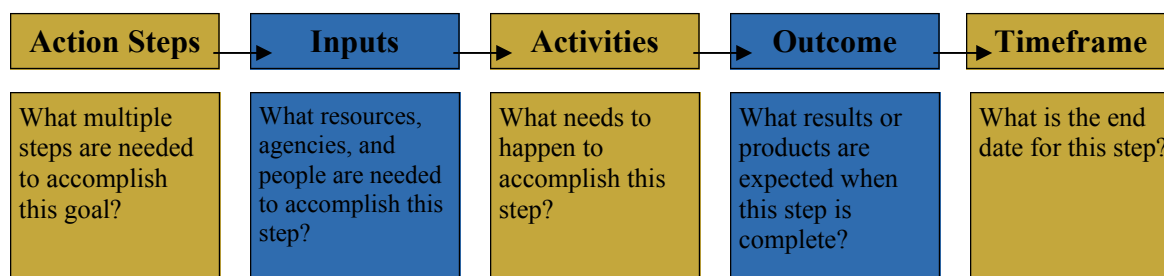 Action Steps
Inputs
Activities
Outcome
Timeframe
What multiple
steps are needed
to accomplish
this goal?
What resources,
agencies, and
people are needed
to accomplish this
step?
What needs to
happen to
accomplish this
step?
What results or
products are
expected when
this step is
complete?
What is the end
date for this step?